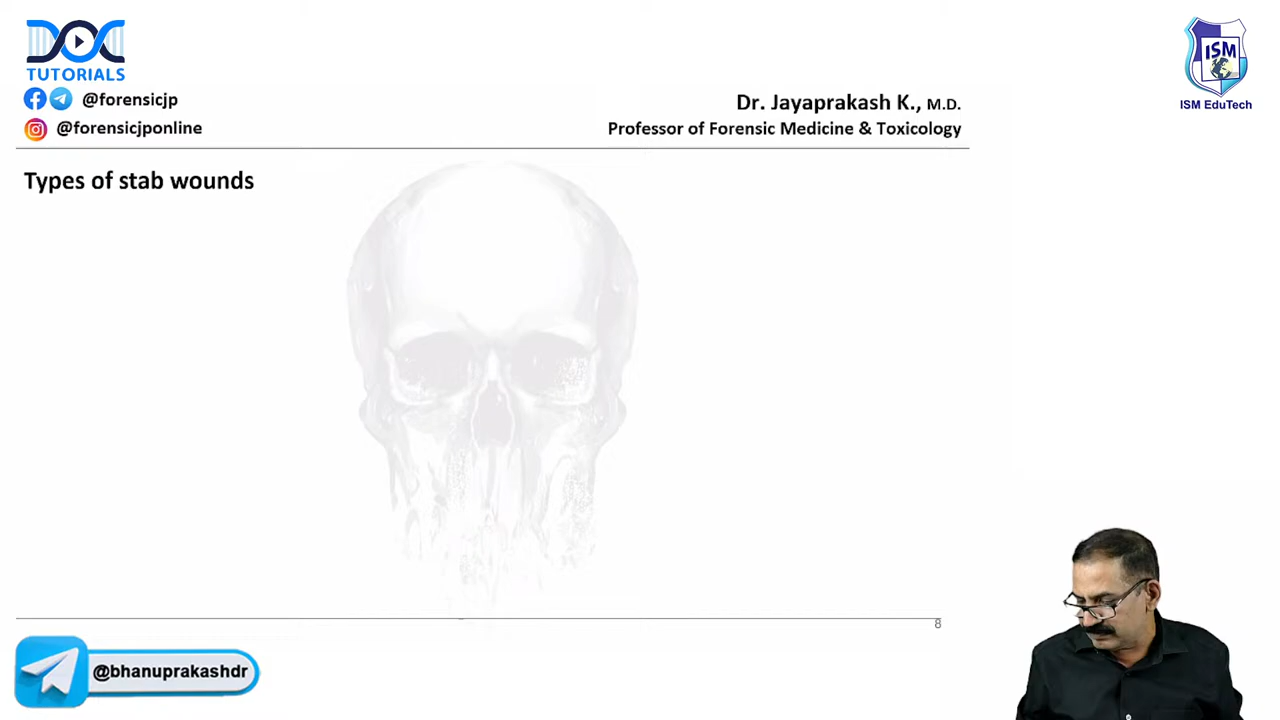 TUTORIALS
@forensicjp
@forensicjponline
ISM
ISM EduTech
Dr. Jayaprakash K., M.D.
Professor of Forensic Medicine & Toxicology
Types of stab wounds
8
@bhanuprakashdr